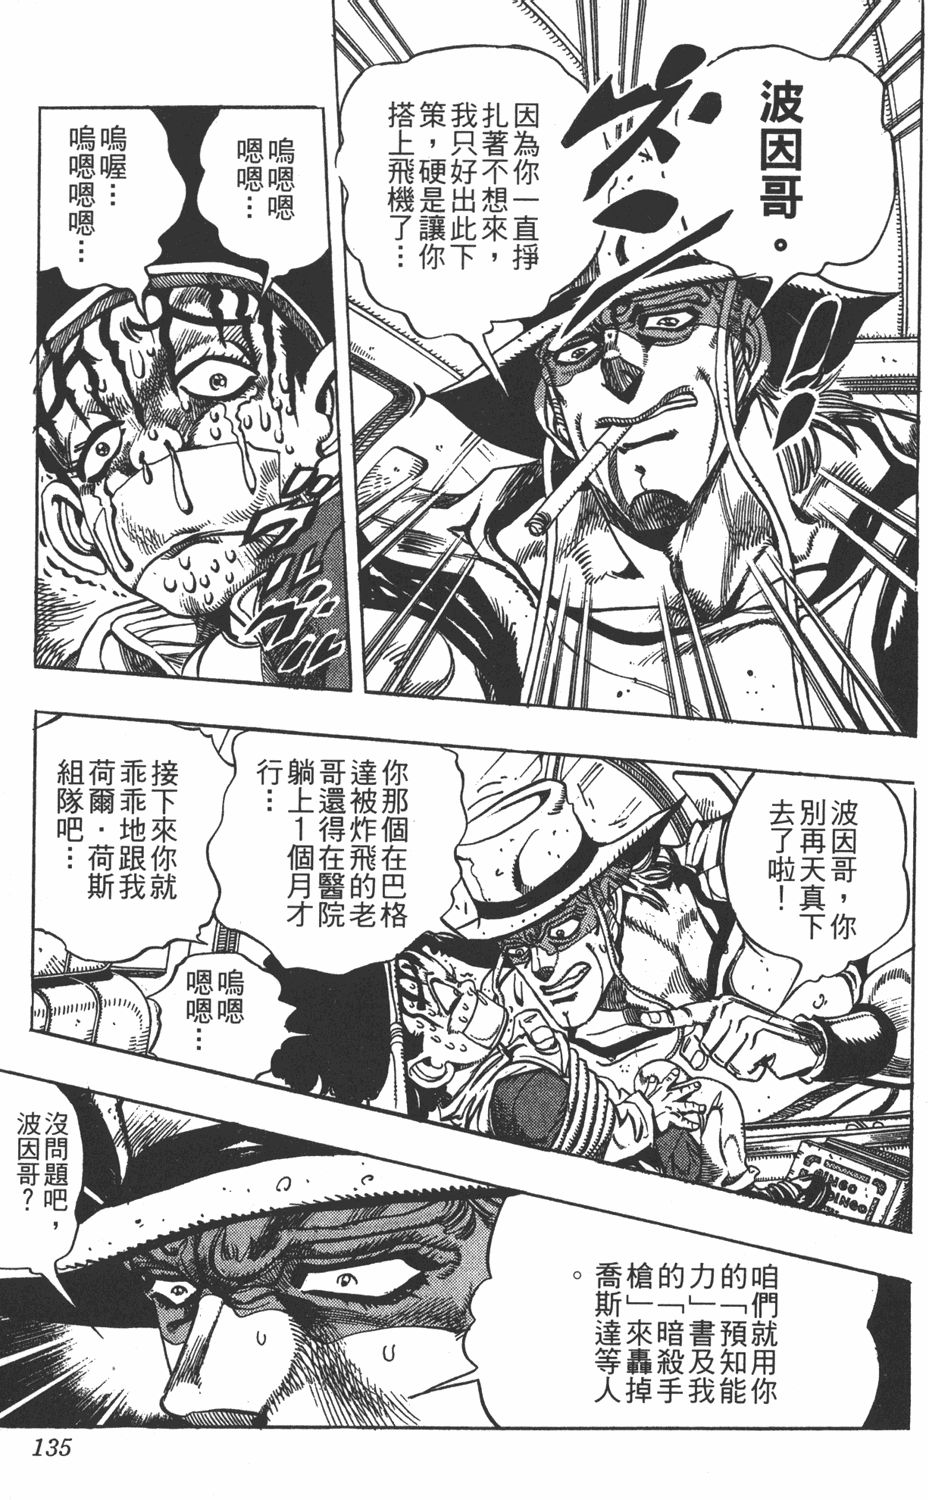 波因哥。
因為你一直掙
扎著不想來，
我只好出此下
策，硬是讓你
搭上飛機了…
嗚嗯嗯
嗯嗯…
嗚喔…
嗚嗯嗯嗯…
波因哥，你
別再天真下
去了啦！
你那個在巴格
達被炸飛的老
哥還得在醫院
躺上1個月才
行…
接下來你就
乖乖地跟我
荷爾·荷斯
組隊吧…
嗚嗯
嗯嗯…
咱們就用你
的「預知能
力」書及我
的「暗殺手
槍」來轟掉
喬斯達等人
。
沒問題吧，
波因哥？
135